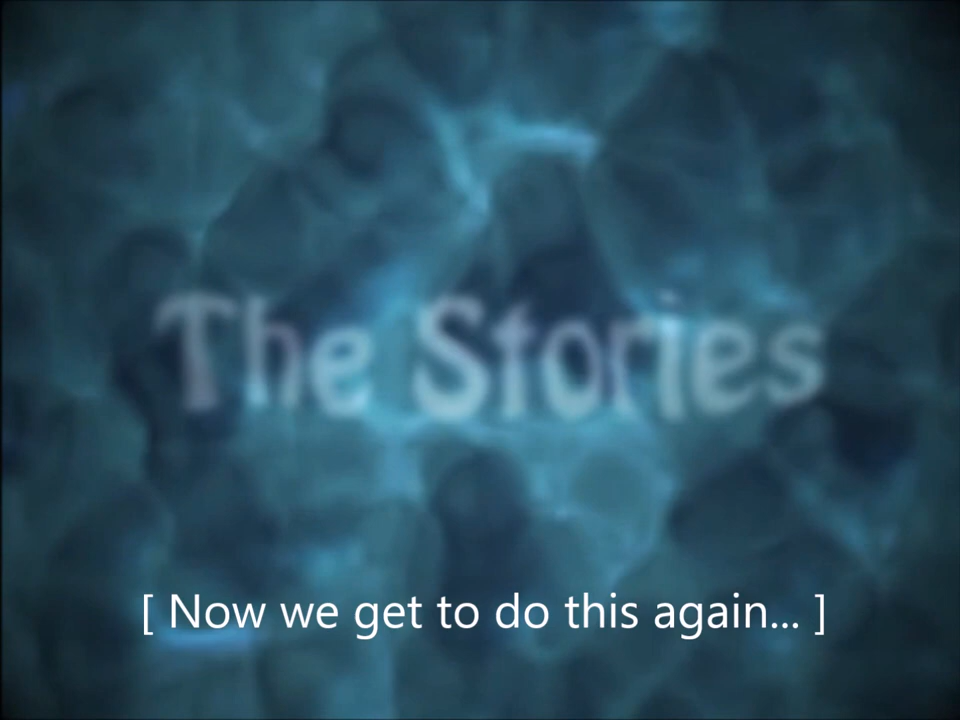 The Stories
[ Now we get to do this again... ]